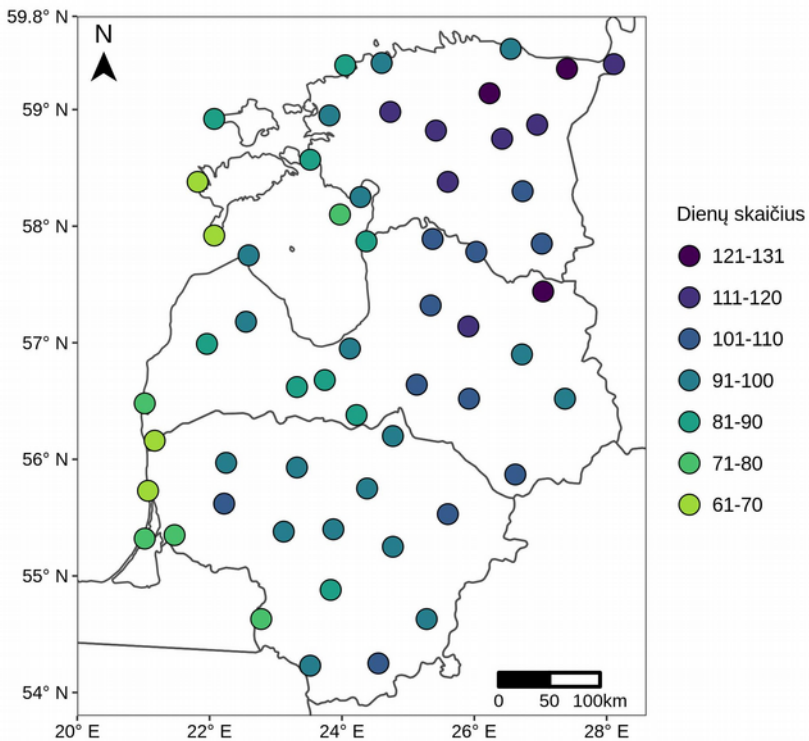 59.8° N
N
59° N
58° N
57° N
56° N
55° N
54° N
20° E 22° E 24° E 26° E 28° E
0 50 100km
Dienų skaičius
121-131
111-120
101-110
91-100
81-90
71-80
61-70